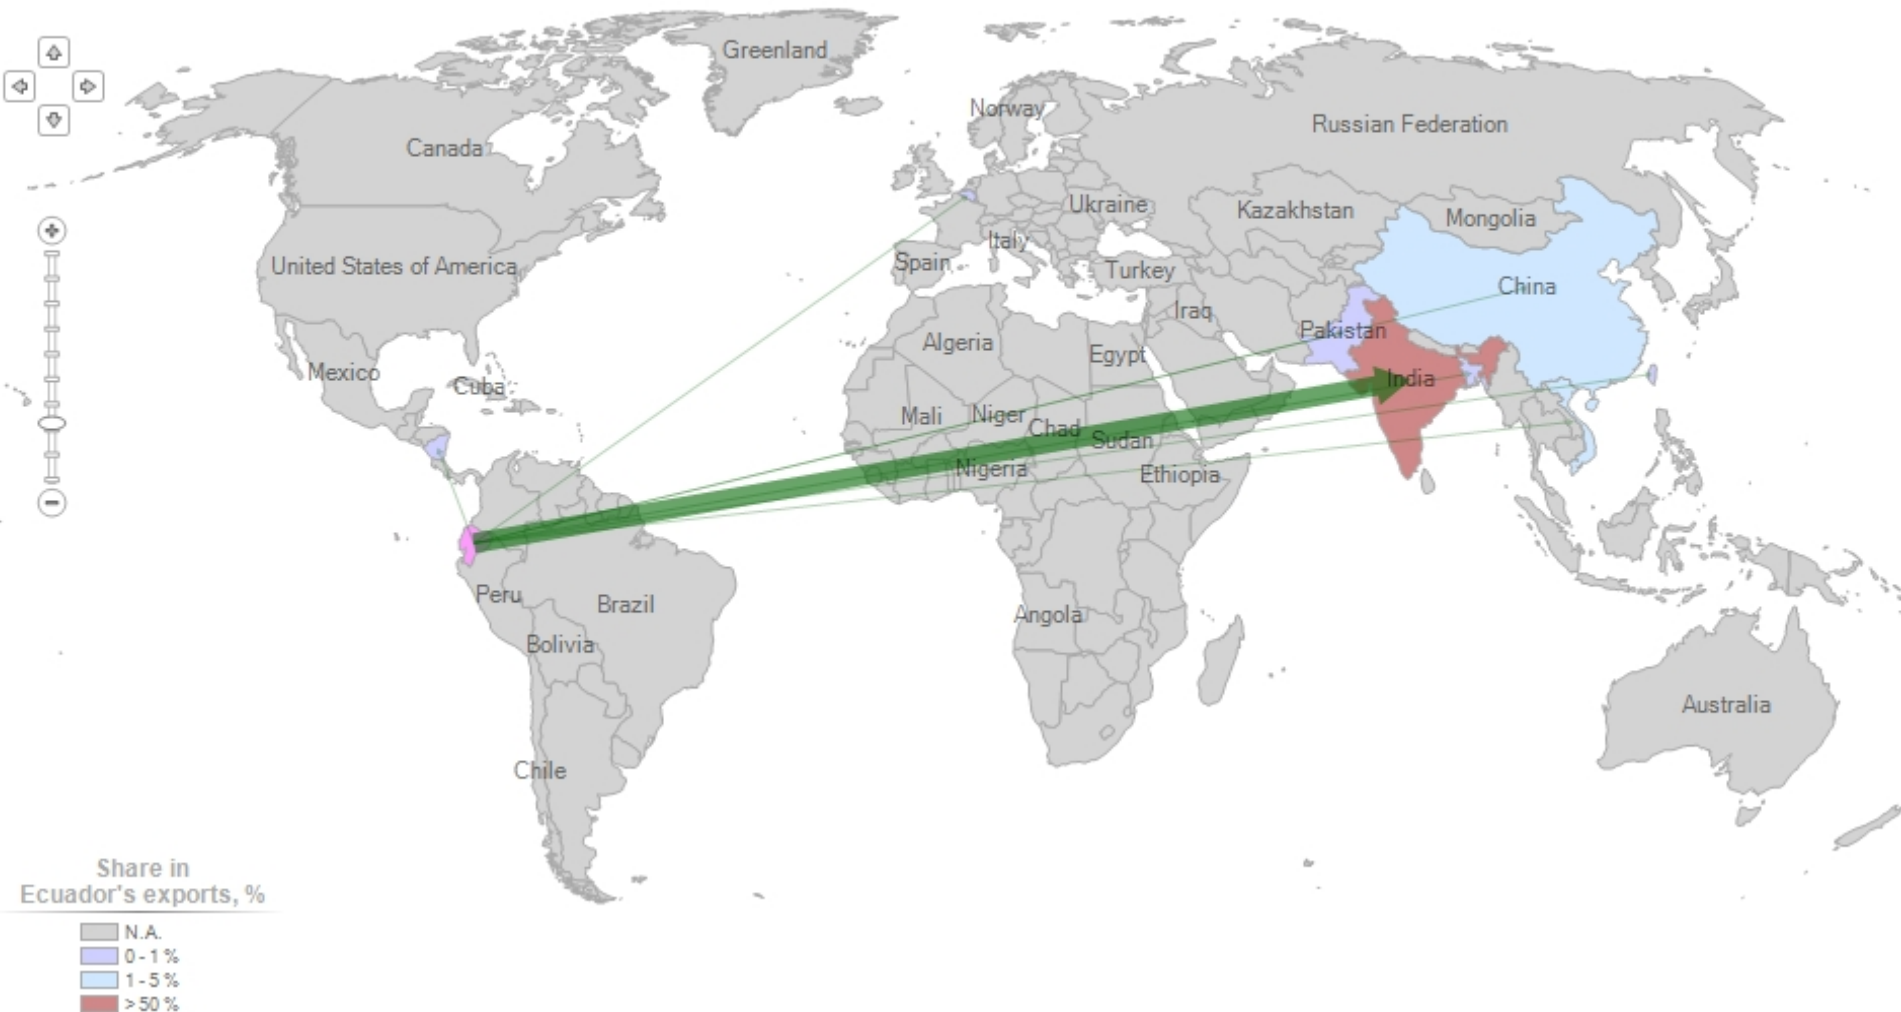 Greenland
Norway
Russian Federation
Canada
Ukraine
Kazakhstan
Mongolia
Italy
Spain
United States of America
Turkey
China
Iraq
Pakistan
Algeria
Egypt
Mexico
Cuba
India
Mali
Niger
Chad
Sudan
Nigeria
Ethiopia
Peru
Brazil
Angola
Bolivia
Australia
Chile
Share in
Ecuador's exports, %
N.A.
0 - 1 %
1 - 5 %
> 50 %